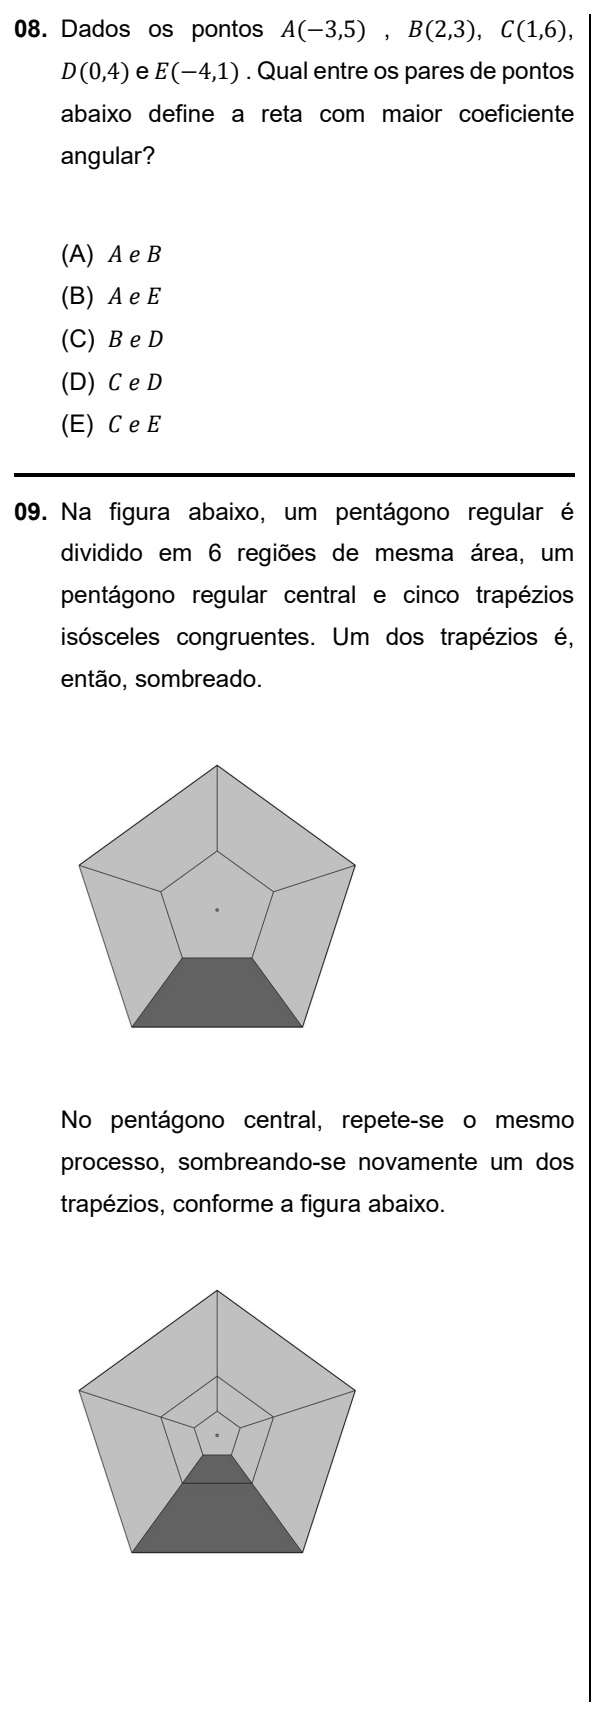 08. Dados os pontos A(−3,5) , B(2,3), C(1,6),
D(0,4) e E(−4,1) . Qual entre os pares de pontos
abaixo define a reta com maior coeficiente
angular?
(A) A e B
(B) A e E
(C) B e D
(D) C e D
(E) C e E
09. Na figura abaixo, um pentágono regular é
dividido em 6 regiões de mesma área, um
pentágono regular central e cinco trapézios
isósceles congruentes. Um dos trapézios é,
então, sombreado.
No pentágono central, repete-se o mesmo
processo, sombreando-se novamente um dos
trapézios, conforme a figura abaixo.